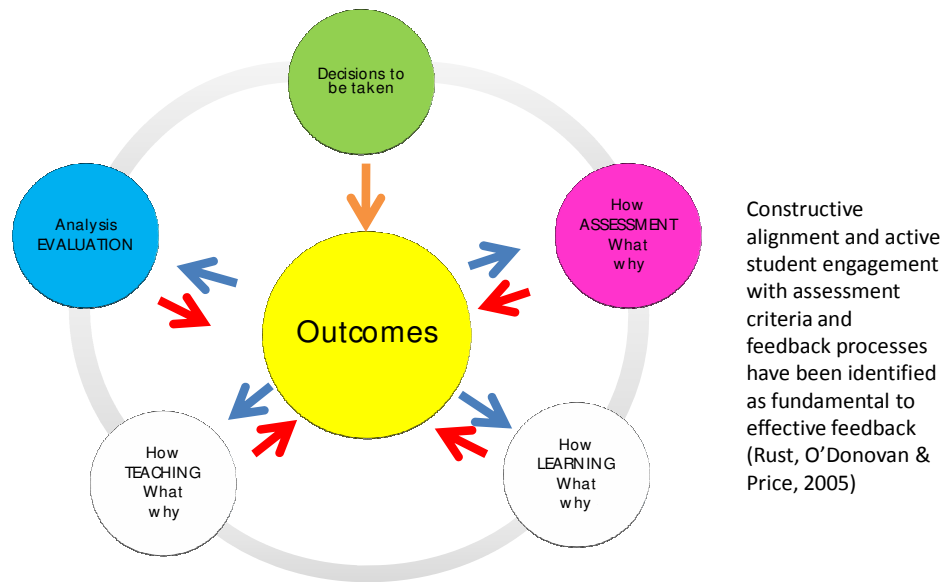 Decisions to
be taken
Analysis
EVALUATION
How
ASSESSMENT
What
why
Outcomes
How
TEACHING
What
why
How
LEARNING
What
why
Constructive
alignment and active
student engagement
with assessment
criteria and
feedback processes
have been identified
as fundamental to
effective feedback
(Rust, O’Donovan &
Price, 2005)